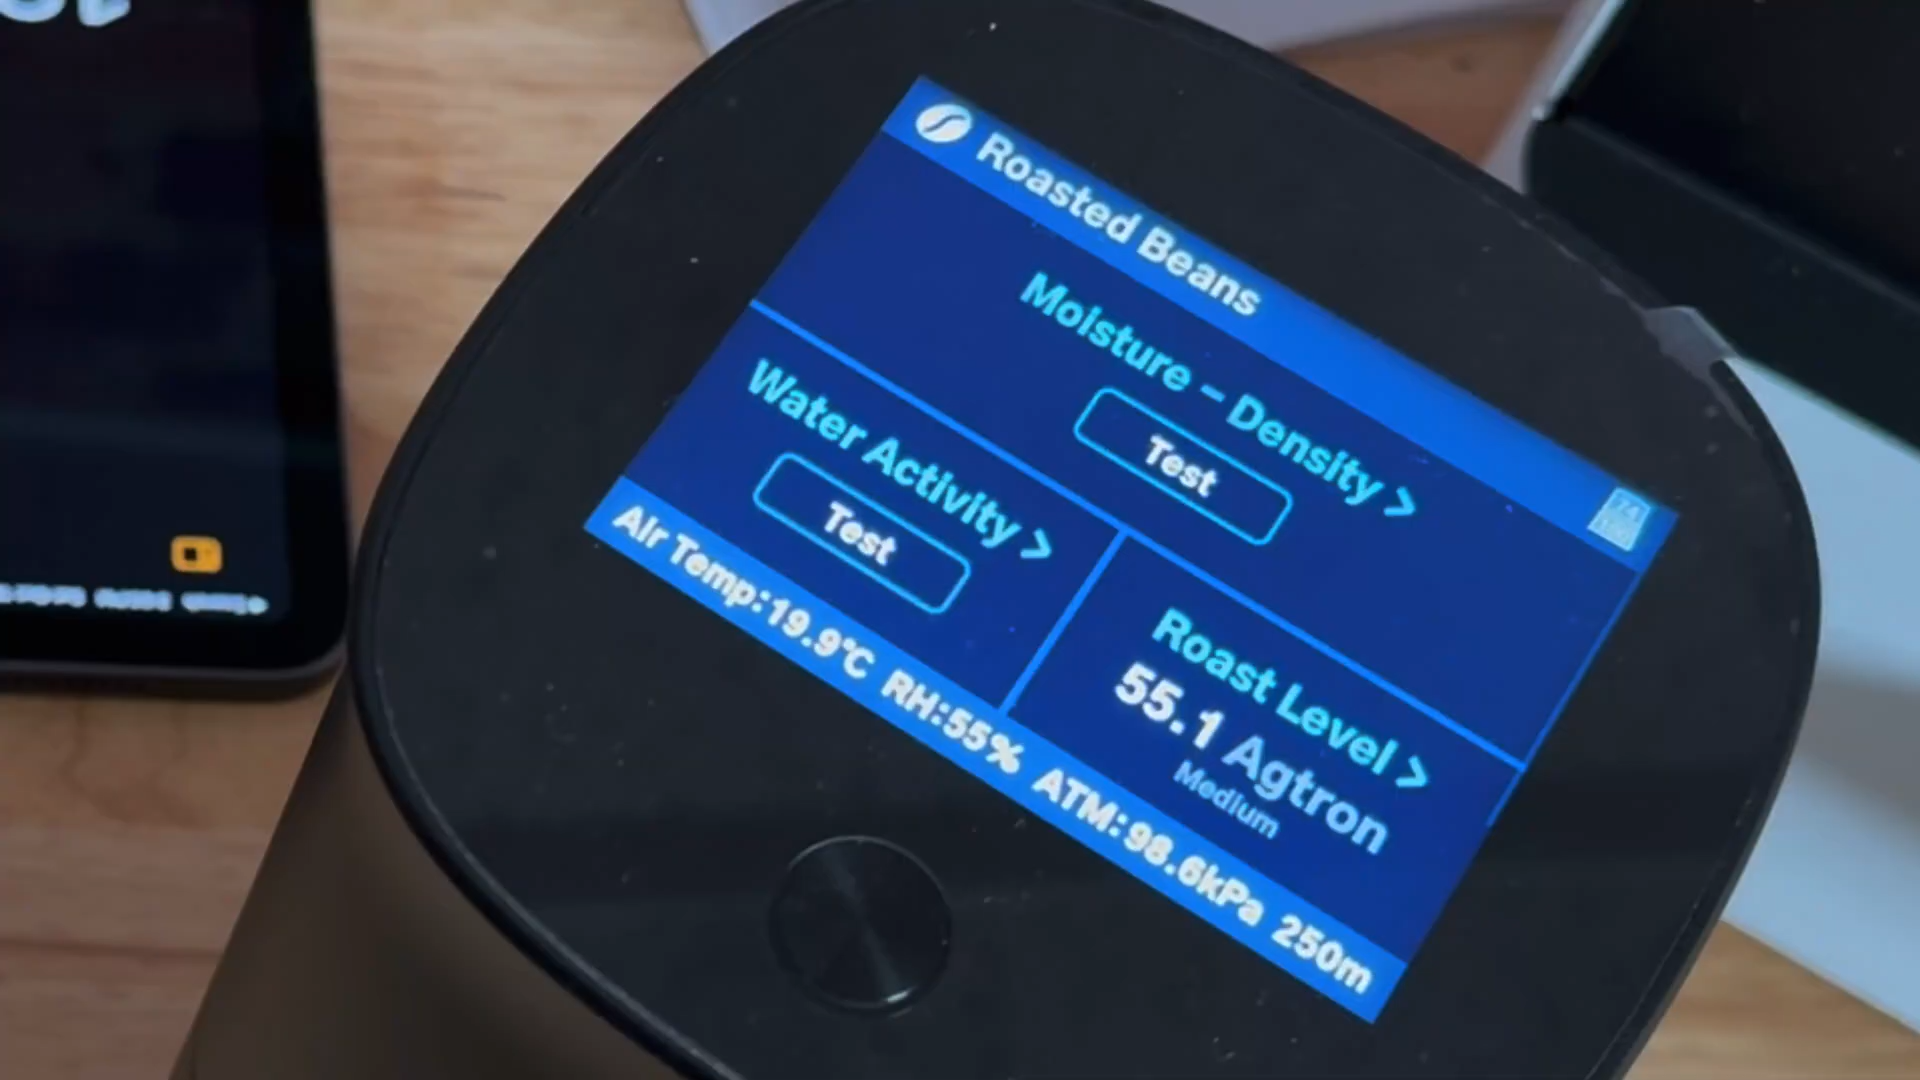 Roasted Beans
Moisture – Density >
Test
Water Activity >
Test
Roast Level >
55.1 Agtron
Medium
Air Temp:19.9°C RH:55% ATM:98.6kPa 250m